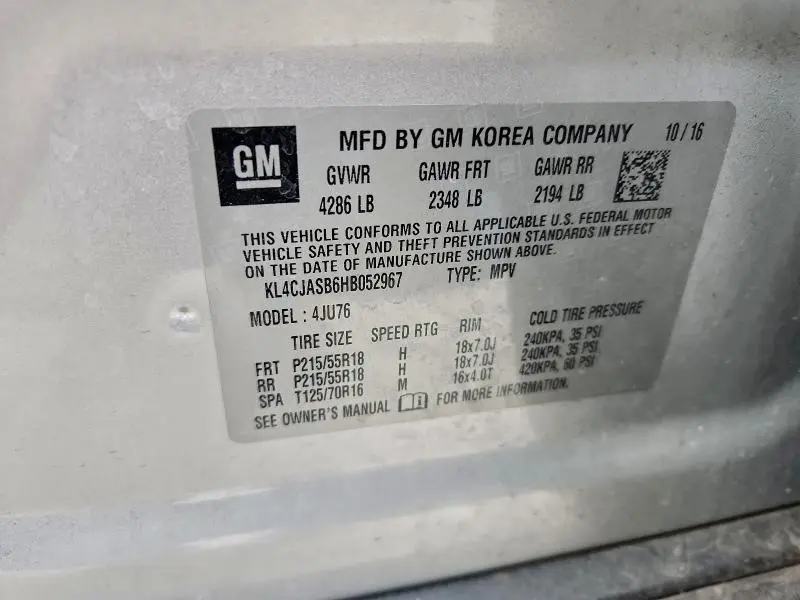 GM
MFD BY GM KOREA COMPANY 10/16
GVWR GAWR FRT GAWR RR
4286 LB 2348 LB 2194 LB
THIS VEHICLE CONFORMS TO ALL APPLICABLE U.S. FEDERAL MOTOR
VEHICLE SAFETY AND THEFT PREVENTION STANDARDS IN EFFECT
ON THE DATE OF MANUFACTURE SHOWN ABOVE.
KL4CJASB6HB052967 TYPE: MPV
MODEL : 4JU76
TIRE SIZE SPEED RTG RIM COLD TIRE PRESSURE
FRT P215/55R18 H 18x7.0J 240KPA, 35 PSI
RR P215/55R18 H 18x7.0J 240KPA, 35 PSI
SPA T125/70R16 M 16x4.0T 420KPA, 60 PSI
SEE OWNER'S MANUAL FOR MORE INFORMATION.